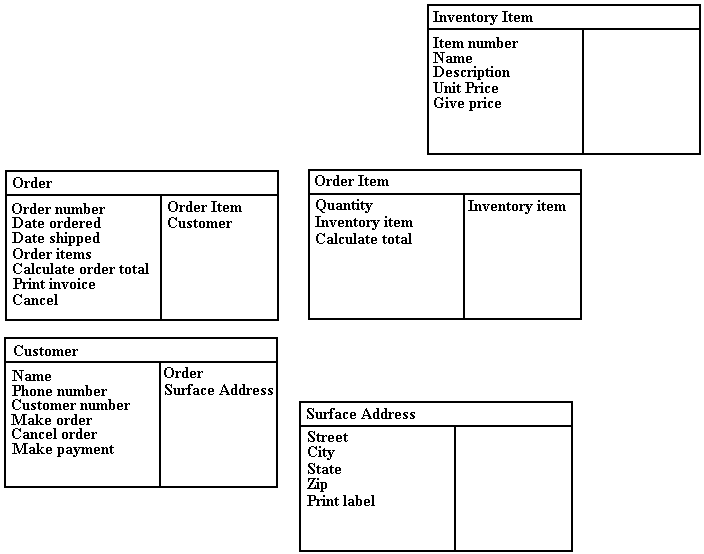 Inventory Item
Item number
Name
Description
Unit Price
Give price
Order
Order number
Date ordered
Date shipped
Order items
Calculate order total
Print invoice
Cancel
Order Item
Customer
Order Item
Quantity
Inventory item
Calculate total
Inventory item
Customer
Name
Phone number
Customer number
Make order
Cancel order
Make payment
Order
Surface Address
Surface Address
Street
City
State
Zip
Print label